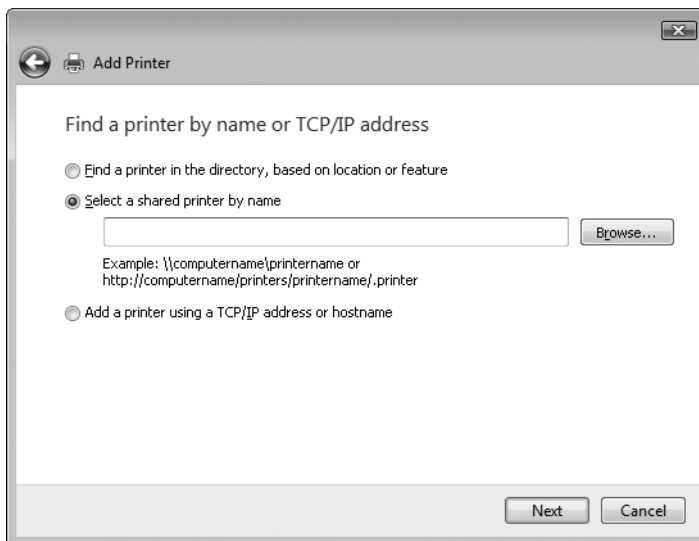 Add Printer
Find a printer by name or TCP/IP address
Find a printer in the directory, based on location or feature
Select a shared printer by name
Browse...
Example: \\computername\printername or
http://computername/printers/printername/.printer
Add a printer using a TCP/IP address or hostname
Next Cancel